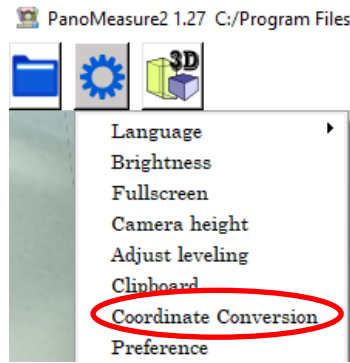 PanoMeasure2 1.27 C:/Program Files
3D
Language
Brightness
Fullscreen
Camera height
Adjust leveling
Clipboard
Coordinate Conversion
Preference